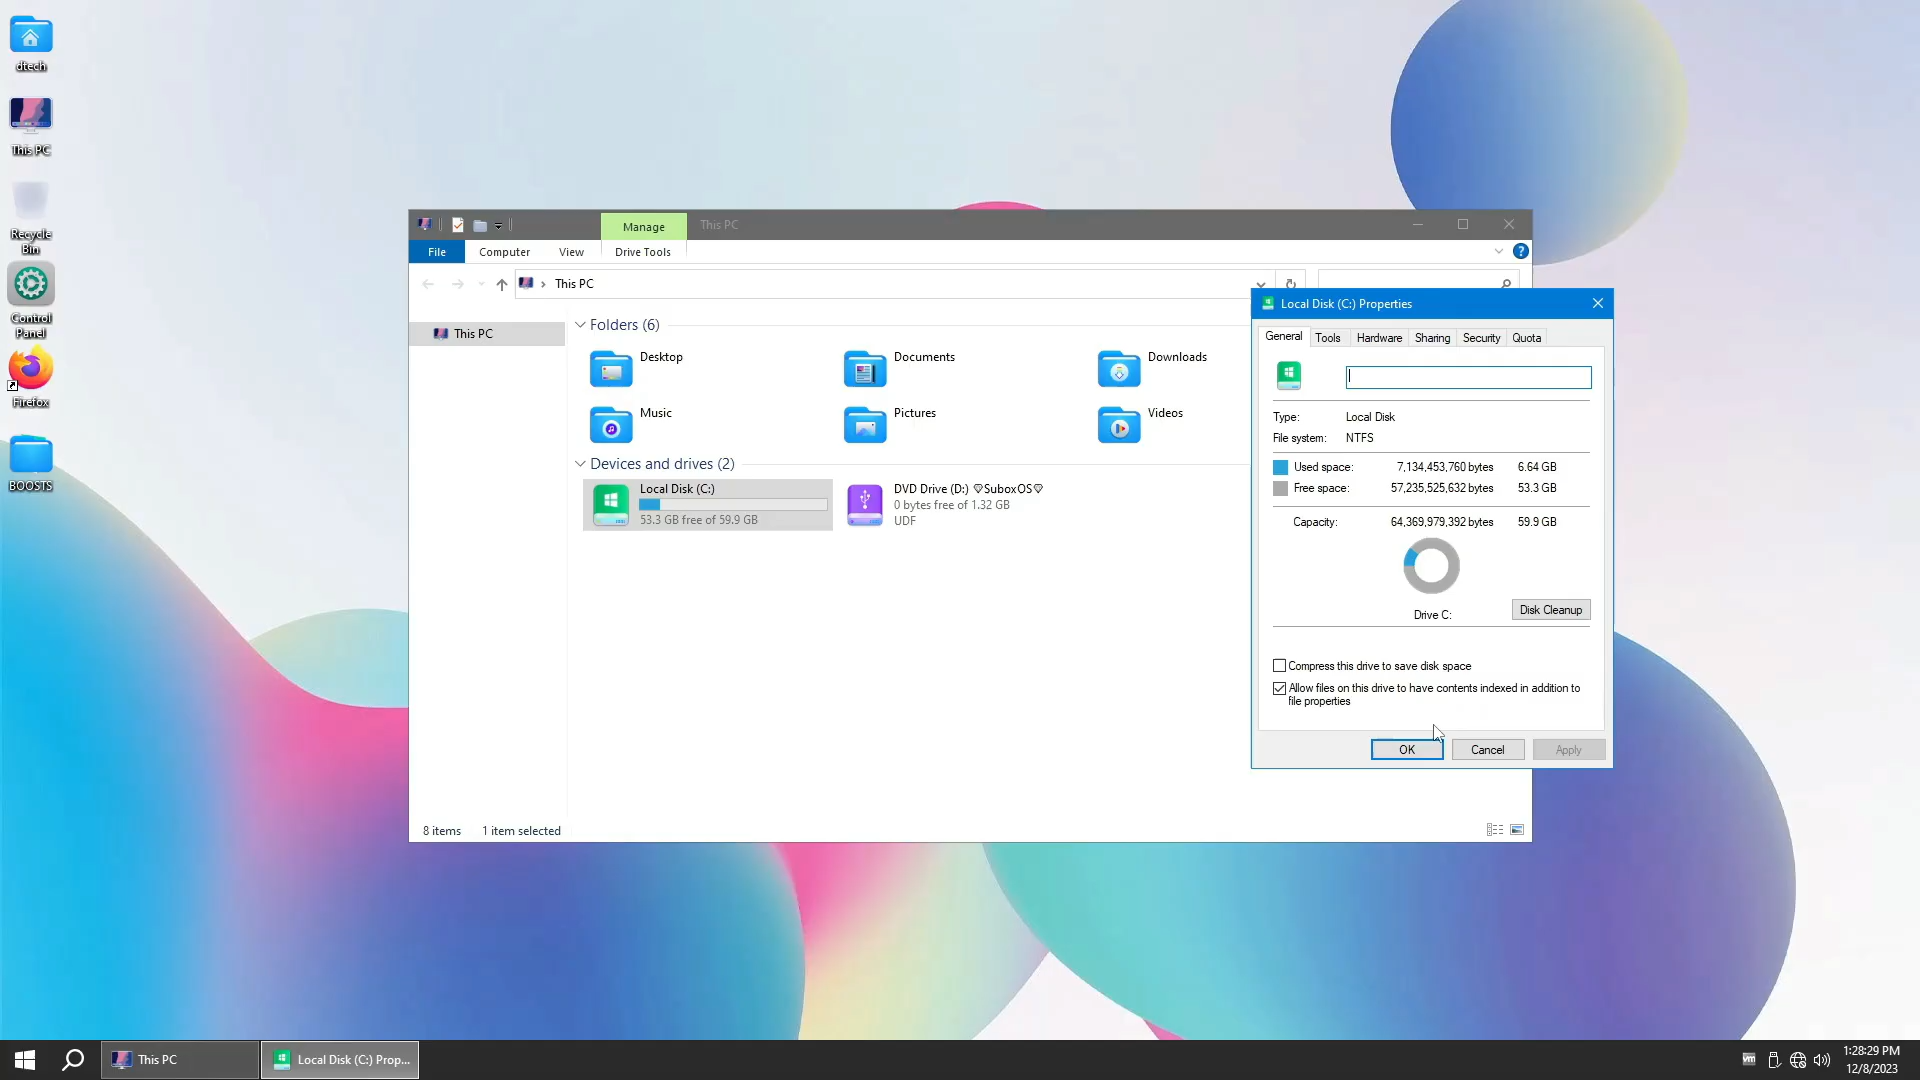 dtech
This PC
Recycle
Bin
Control
Panel
Firefox
BOOSTS
Manage
This PC
File
Computer
View
Drive Tools
This PC
This PC
Folders (6)
Desktop
Documents
Downloads
Music
Pictures
Videos
Devices and drives (2)
Local Disk (C:)
53.3 GB free of 59.9 GB
DVD Drive (D:) ♡SuboxOS♡
0 bytes free of 1.32 GB
UDF
8 items
1 item selected
Local Disk (C:) Properties
General
Tools
Hardware
Sharing
Security
Quota
Type: Local Disk
File system: NTFS
Used space: 7,134,453,760 bytes 6.64 GB
Free space: 57,235,525,632 bytes 53.3 GB
Capacity: 64,369,979,392 bytes 59.9 GB
Drive C:
Disk Cleanup
Compress this drive to save disk space
Allow files on this drive to have contents indexed in addition to
file properties
OK
Cancel
Apply
This PC
Local Disk (C:) Prop...
vm
1:28:29 PM
12/8/2023